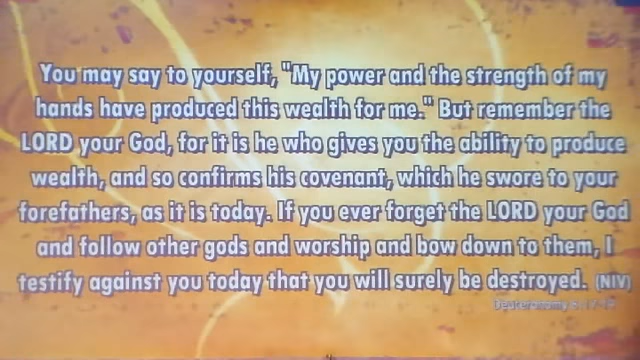 You may say to yourself, "My power and the strength of my
hands have produced this wealth for me." But remember the
LORD your God, for it is he who gives you the ability to produce
wealth, and so confirms his covenant, which he swore to your
forefathers, as it is today. If you ever forget the LORD your God
and follow other gods and worship and bow down to them, I
testify against you today that you will surely be destroyed. (NIV)
Deuteronomy